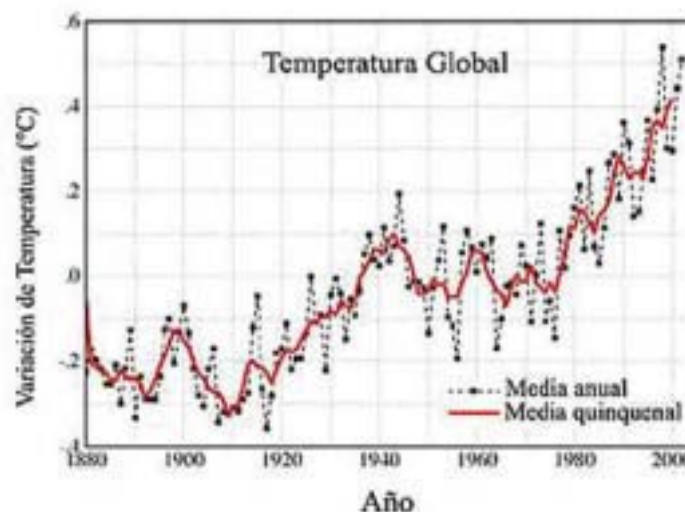 Temperatura Global
Variación de Temperatura (°C)
.6
.4
.2
.0
-.2
-.4
Media anual
Media quinquenal
1880 1900 1920 1940 1960 1980 2000
Año